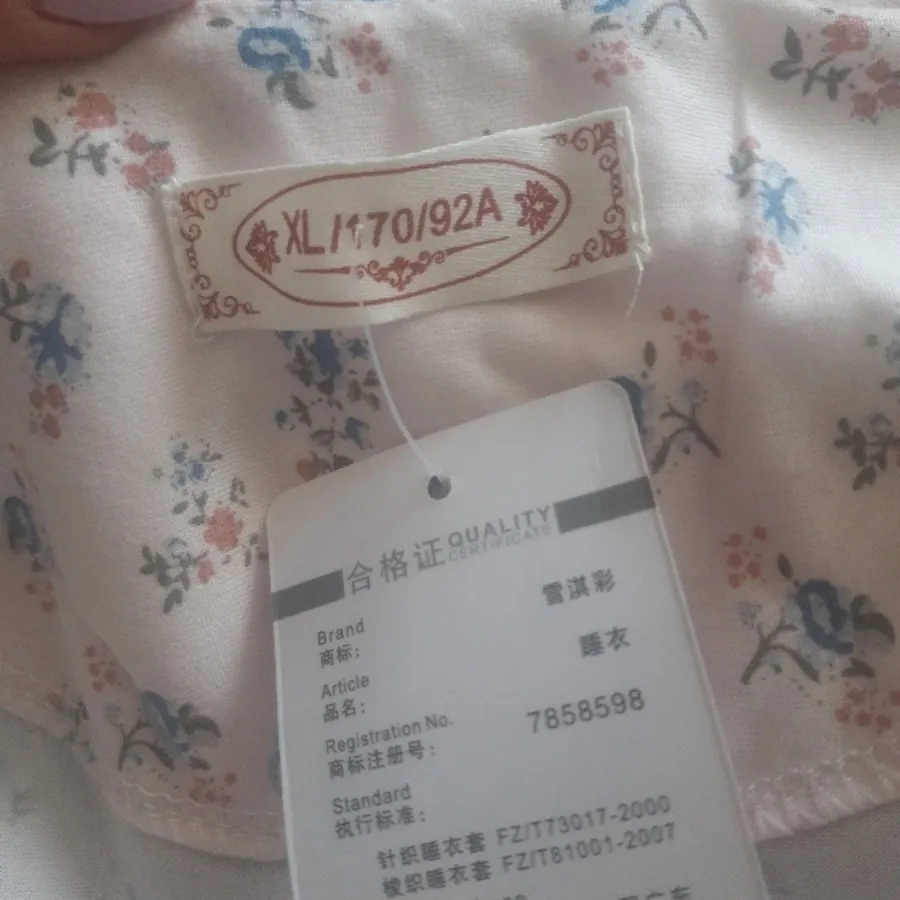 XL/170/92A
合格证 QUALITY
CERTIFICATE
Brand
商标: 雪淇彩
Article
品名: 睡衣
Registration No.
商标注册号: 7858598
Standard
执行标准:
针织睡衣套 FZ/T73017-2000
梭织睡衣套 FZ/T81001-2007